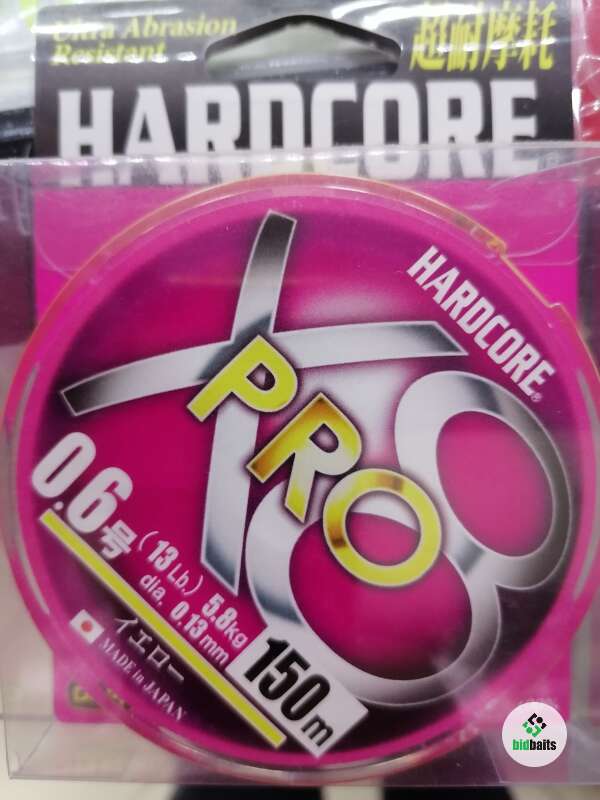 Ultra Abrasion
Resistant
超耐摩耗
HARDCORE
HARDCORE®
X8
PRO
0.6号
(13Lb.) 5.8kg
dia. 0.13mm
150m
イエロー
MADE in JAPAN
bidbaits